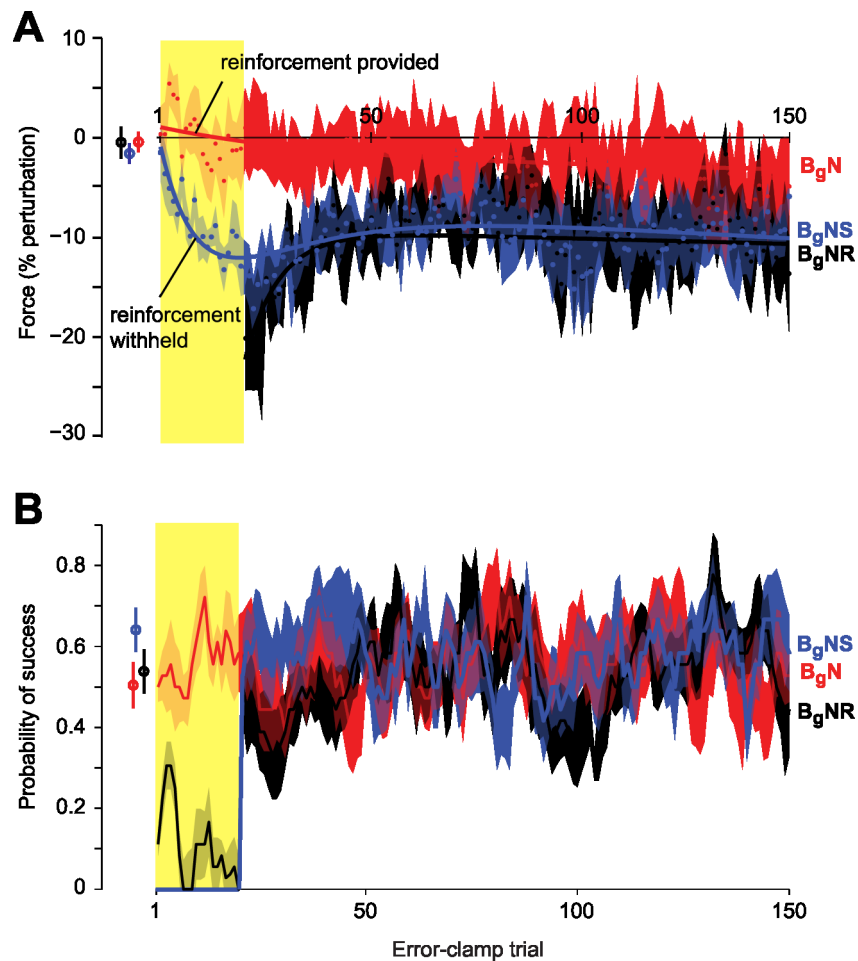 A
10
reinforcement provided
1
50
100
150
0
BgN
Force (% perturbation)
BgNS
-10
BgNR
reinforcement
withheld
−20
−30
B
0.8
BgNS
0.6
BgN
BgNR
Probability of success
0.4
0.2
0
1
50
100
150
Error-clamp trial